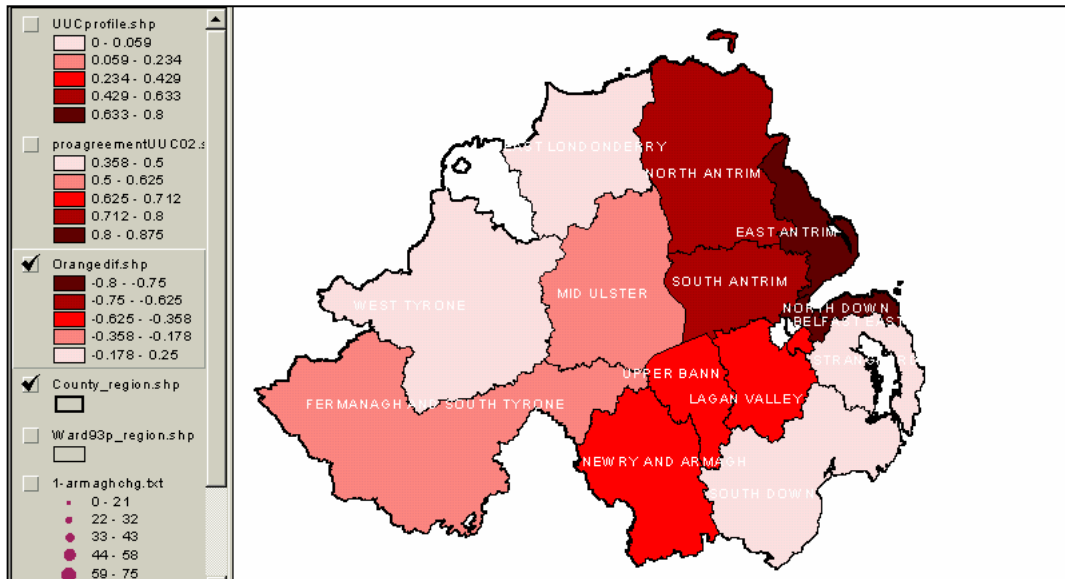 UUCprofile.shp
0 - 0.059
0.059 - 0.234
0.234 - 0.429
0.429 - 0.633
0.633 - 0.8
proagreementUUC02.s
0.358 - 0.5
0.5 - 0.625
0.625 - 0.712
0.712 - 0.8
0.8 - 0.875
Orangedif.shp
-0.8 - -0.75
-0.75 - -0.625
-0.625 - -0.358
-0.358 - -0.178
-0.178 - 0.25
County_region.shp
Ward93p_region.shp
1-armaghchg.txt
0 - 21
22 - 32
33 - 43
44 - 58
59 - 75
EAST LONDONDERRY
NORTH ANTRIM
EAST ANTRIM
SOUTH ANTRIM
MID ULSTER
WEST TYRONE
NORTH DOWN
BELFAST EAST
UPPER BANN
LAGAN VALLEY
FERMANAGH AND SOUTH TYRONE
NEWRY AND ARMAGH
SOUTH DOWN